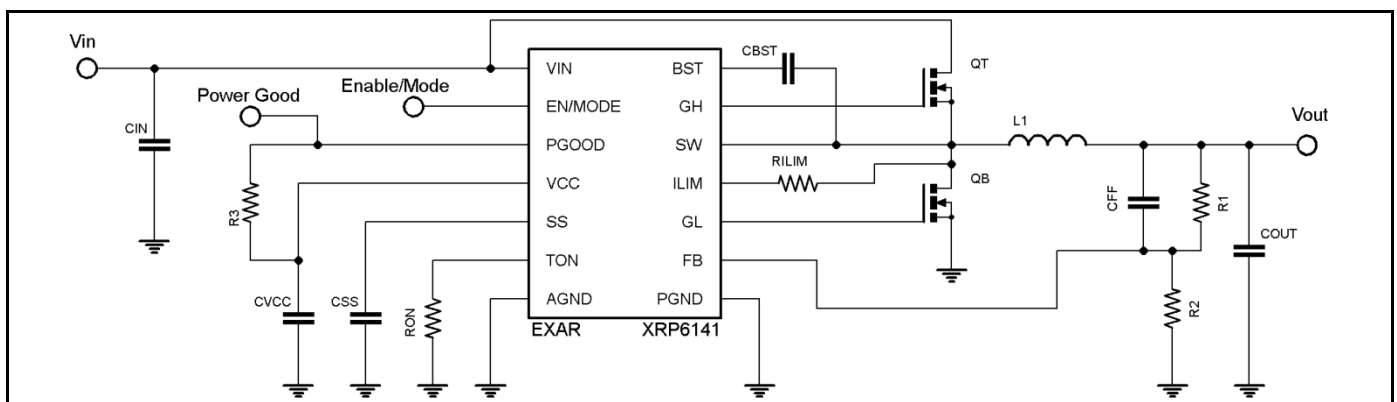 Vin
CIN
Power Good
Enable/Mode
R3
CVCC
CSS
RON
VIN
EN/MODE
PGOOD
VCC
SS
TON
AGND
BST
GH
SW
ILIM
GL
FB
PGND
EXAR
XRP6141
CBST
RILIM
QT
QB
L1
CFF
R1
R2
COUT
Vout